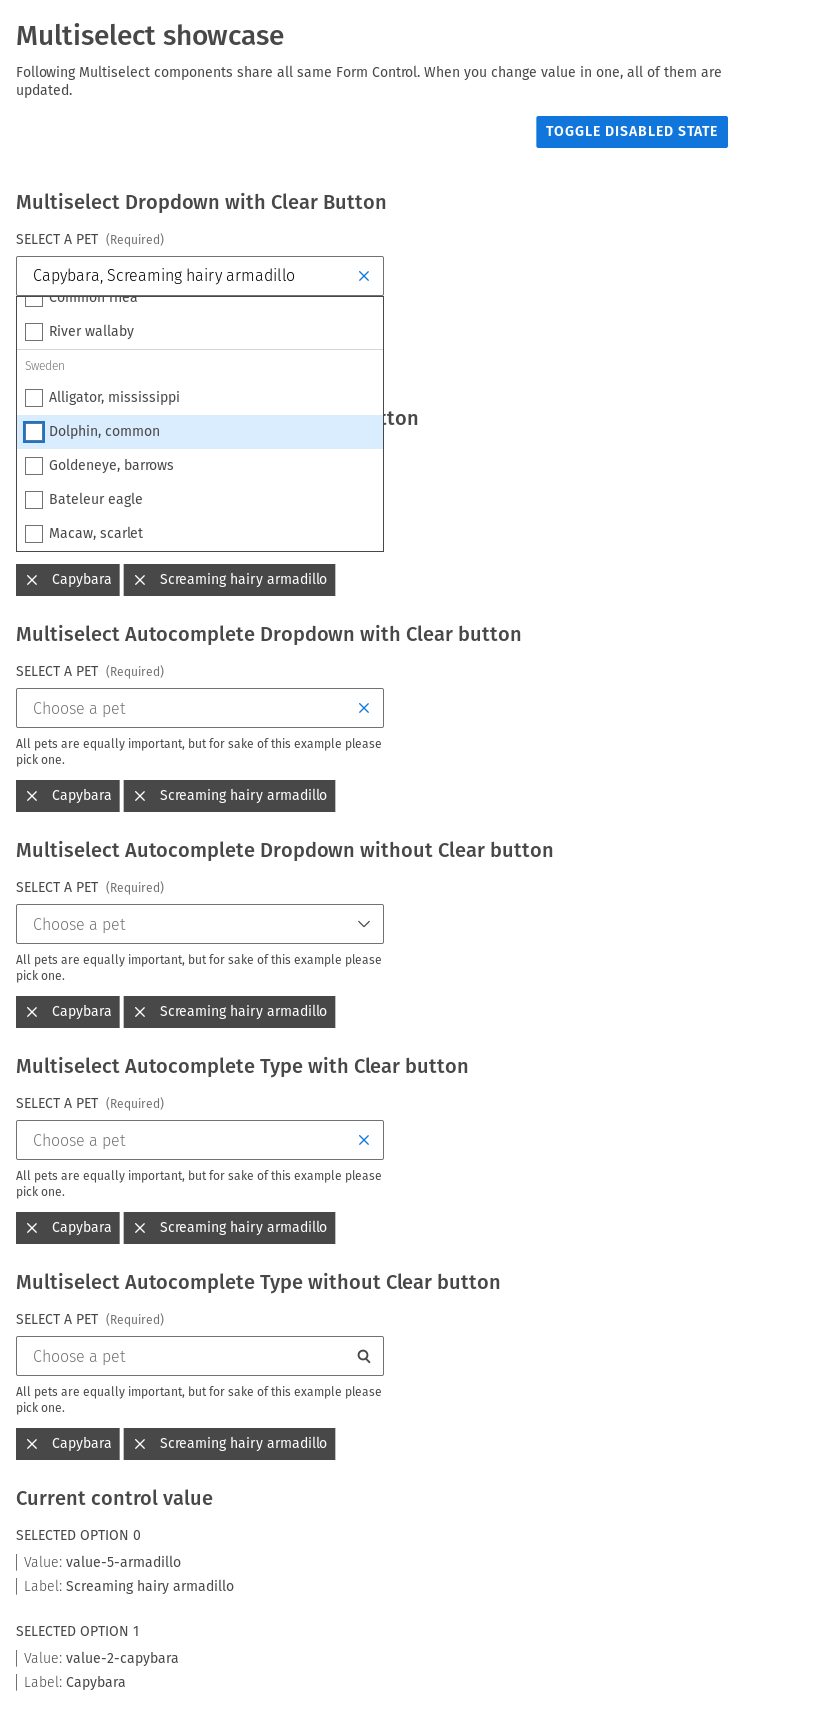 Multiselect showcase
Following Multiselect components share all same Form Control. When you change value in one, all of them are
updated.
TOGGLE DISABLED STATE
Multiselect Dropdown with Clear Button
SELECT A PET (Required)
Capybara, Screaming hairy armadillo
Common rhea
River wallaby
Sweden
Alligator, mississippi
tton
Dolphin, common
Goldeneye, barrows
Bateleur eagle
Macaw, scarlet
Capybara Screaming hairy armadillo
Multiselect Autocomplete Dropdown with Clear button
SELECT A PET (Required)
Choose a pet
All pets are equally important, but for sake of this example please
pick one.
Capybara Screaming hairy armadillo
Multiselect Autocomplete Dropdown without Clear button
SELECT A PET (Required)
Choose a pet
All pets are equally important, but for sake of this example please
pick one.
Capybara Screaming hairy armadillo
Multiselect Autocomplete Type with Clear button
SELECT A PET (Required)
Choose a pet
All pets are equally important, but for sake of this example please
pick one.
Capybara Screaming hairy armadillo
Multiselect Autocomplete Type without Clear button
SELECT A PET (Required)
Choose a pet
All pets are equally important, but for sake of this example please
pick one.
Capybara Screaming hairy armadillo
Current control value
SELECTED OPTION 0
Value: value-5-armadillo
Label: Screaming hairy armadillo
SELECTED OPTION 1
Value: value-2-capybara
Label: Capybara